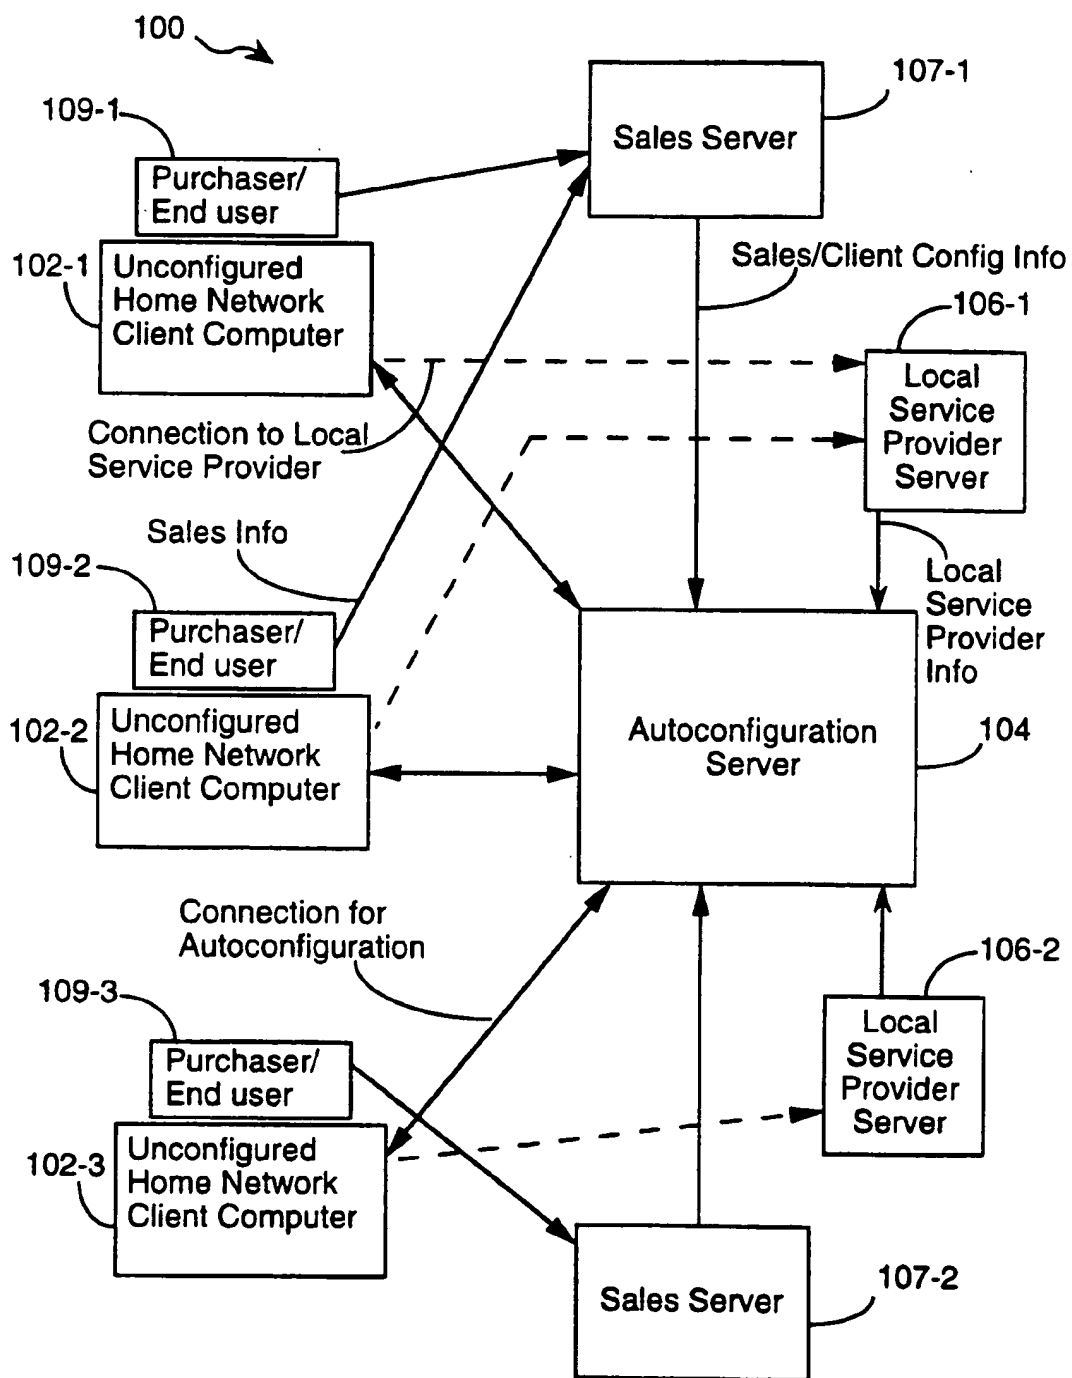 100
107-1
109-1
Sales Server
Purchaser/
End user
102-1
Unconfigured
Home Network
Client Computer
Sales/Client Config Info
106-1
Local
Service
Provider
Server
Connection to Local
Service Provider
Sales Info
109-2
Local
Service
Provider
Info
Purchaser/
End user
102-2
Unconfigured
Home Network
Client Computer
Autoconfiguration
Server
104
Connection for
Autoconfiguration
106-2
109-3
Local
Service
Provider
Server
Purchaser/
End user
102-3
Unconfigured
Home Network
Client Computer
Sales Server
107-2